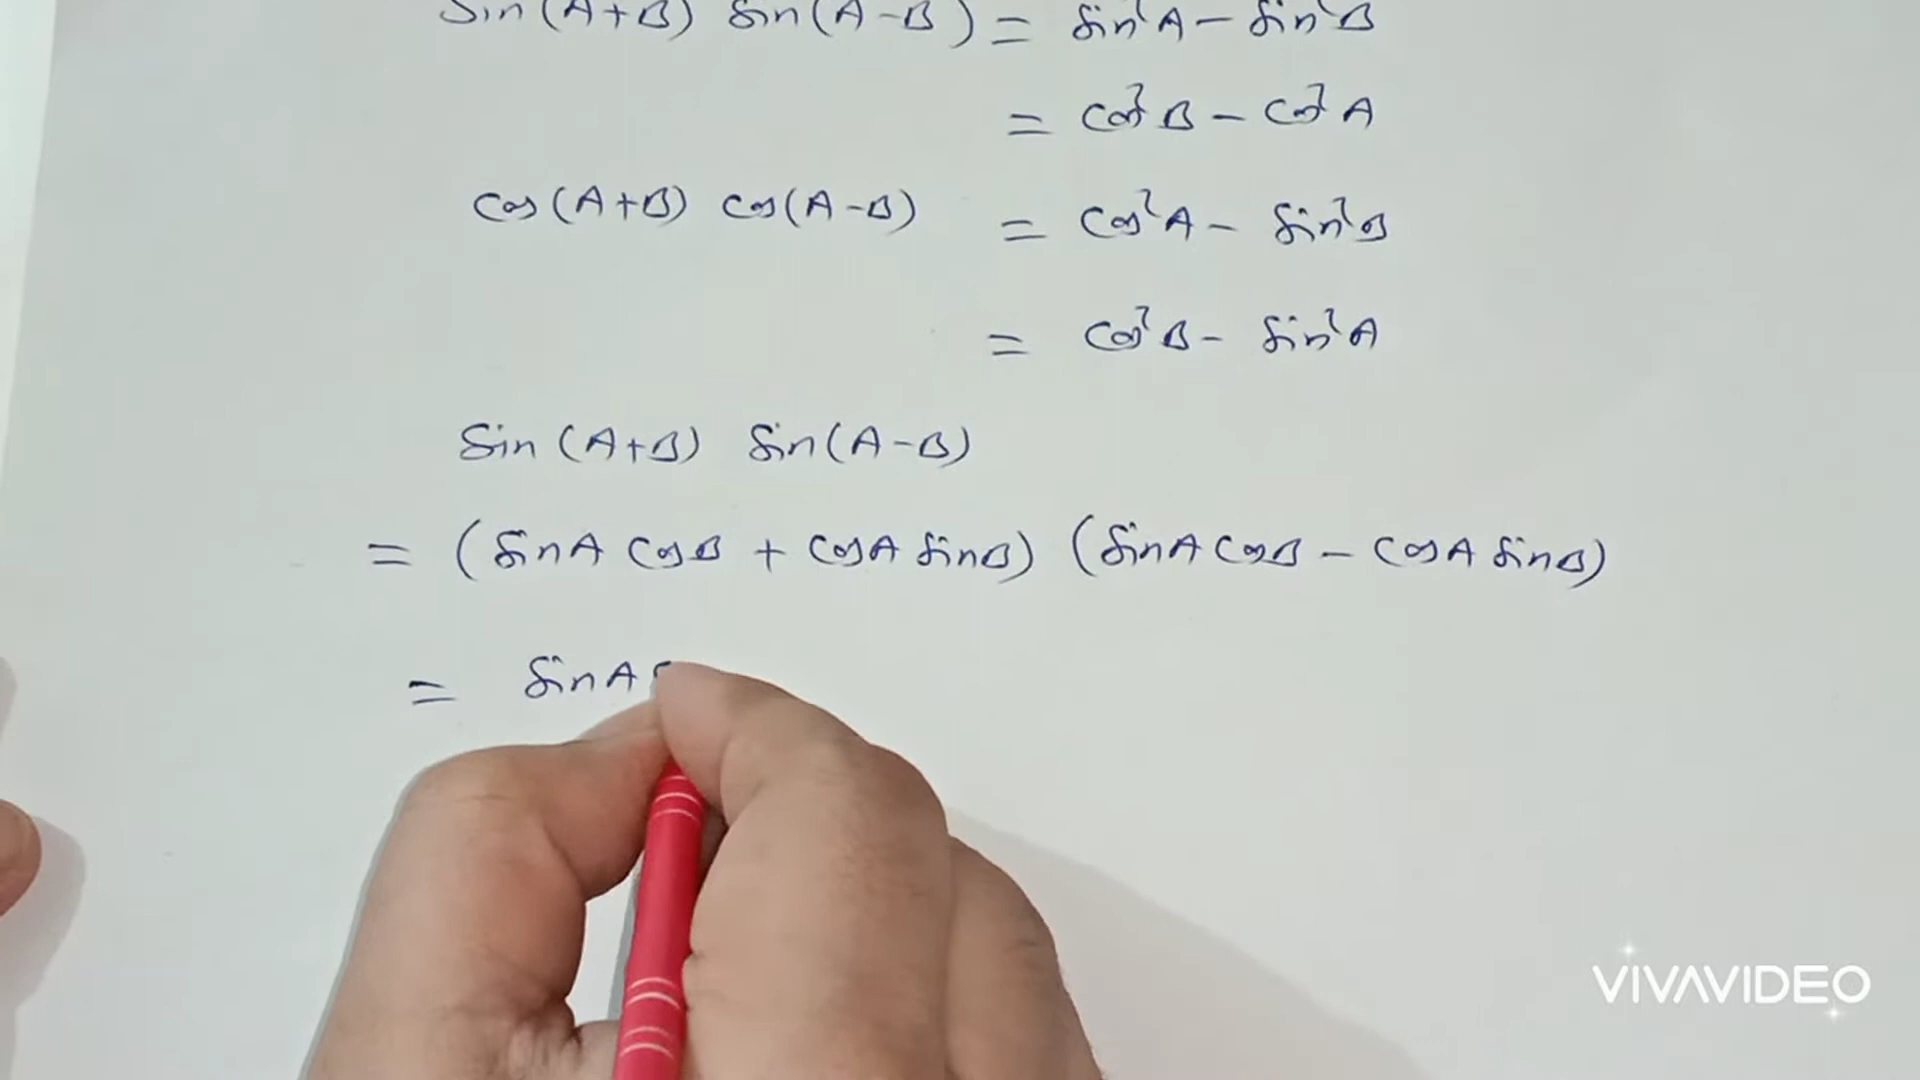 Sin (A+B) Sin (A-B) = Sin²A - Sin²B
= Cos²B - Cos²A
Cos (A+B) Cos(A-B) = Cos²A - Sin²B
= Cos²B - Sin²A
Sin (A+B) Sin(A-B)
= (SinA CosB + CosA SinB) (SinA CosB - CosA SinB)
= SinA
VIVAVIDEO